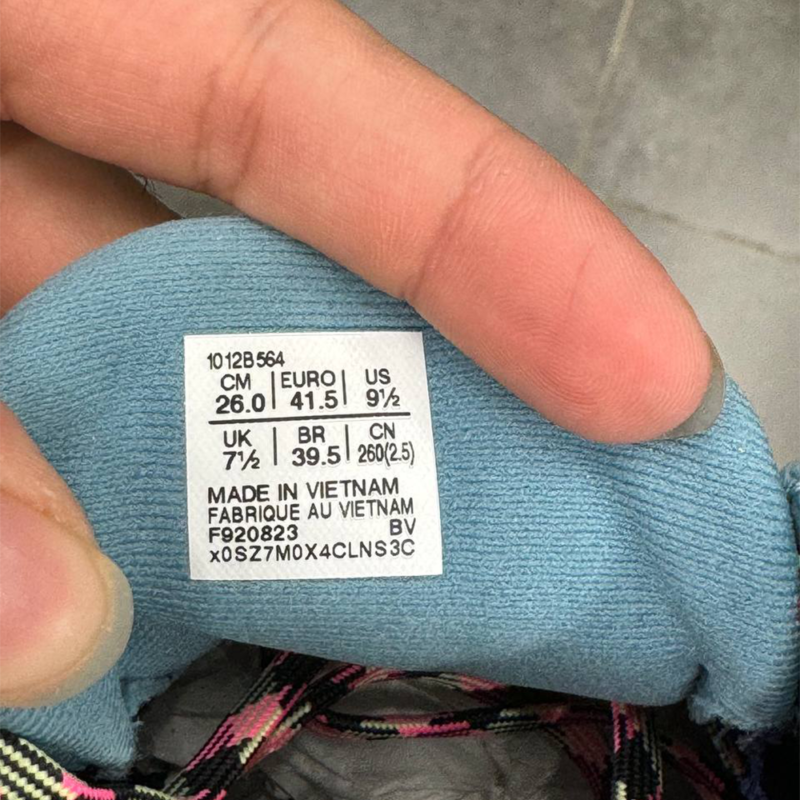 1012B564
CM | EURO | US
26.0 | 41.5 | 9½
UK | BR | CN
7½ | 39.5 | 260(2.5)
MADE IN VIETNAM
FABRIQUE AU VIETNAM
F920823 BV
x0SZ7M0X4CLNS3C